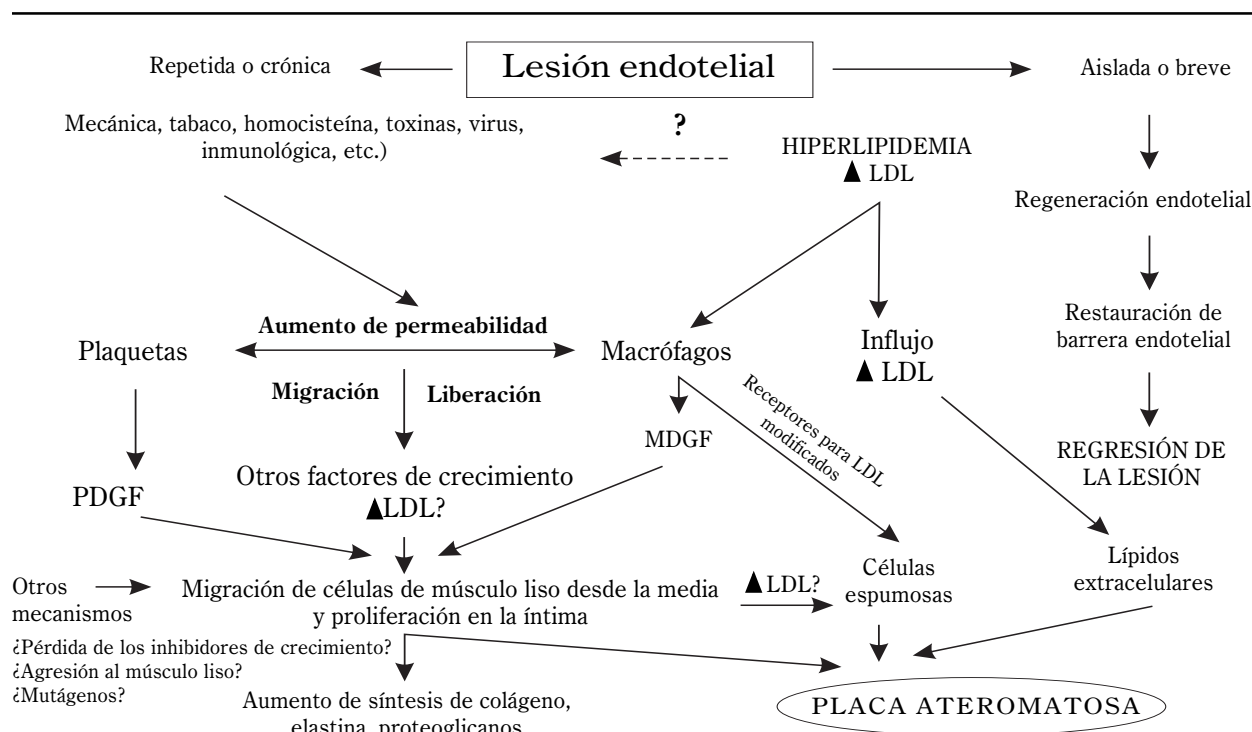 Lesión endotelial
Repetida o crónica
Aislada o breve
Mecánica, tabaco, homocisteína, toxinas, virus,
inmunológica, etc.)
?
HIPERLIPIDEMIA
▲ LDL
Regeneración endotelial
Restauración de
barrera endotelial
REGRESIÓN DE
LA LESIÓN
Aumento de permeabilidad
Plaquetas
Macrófagos
Influjo
▲ LDL
Migración
Liberación
Receptores para LDL
modificados
MDGF
PDGF
Otros factores de crecimiento
▲LDL?
Otros
mecanismos
Migración de células de músculo liso desde la media
y proliferación en la íntima
▲LDL?
Células
espumosas
Lípidos
extracelulares
¿Pérdida de los inhibidores de crecimiento?
¿Agresión al músculo liso?
¿Mutágenos?
Aumento de síntesis de colágeno,
elastina, proteoglicanos
PLACA ATEROMATOSA